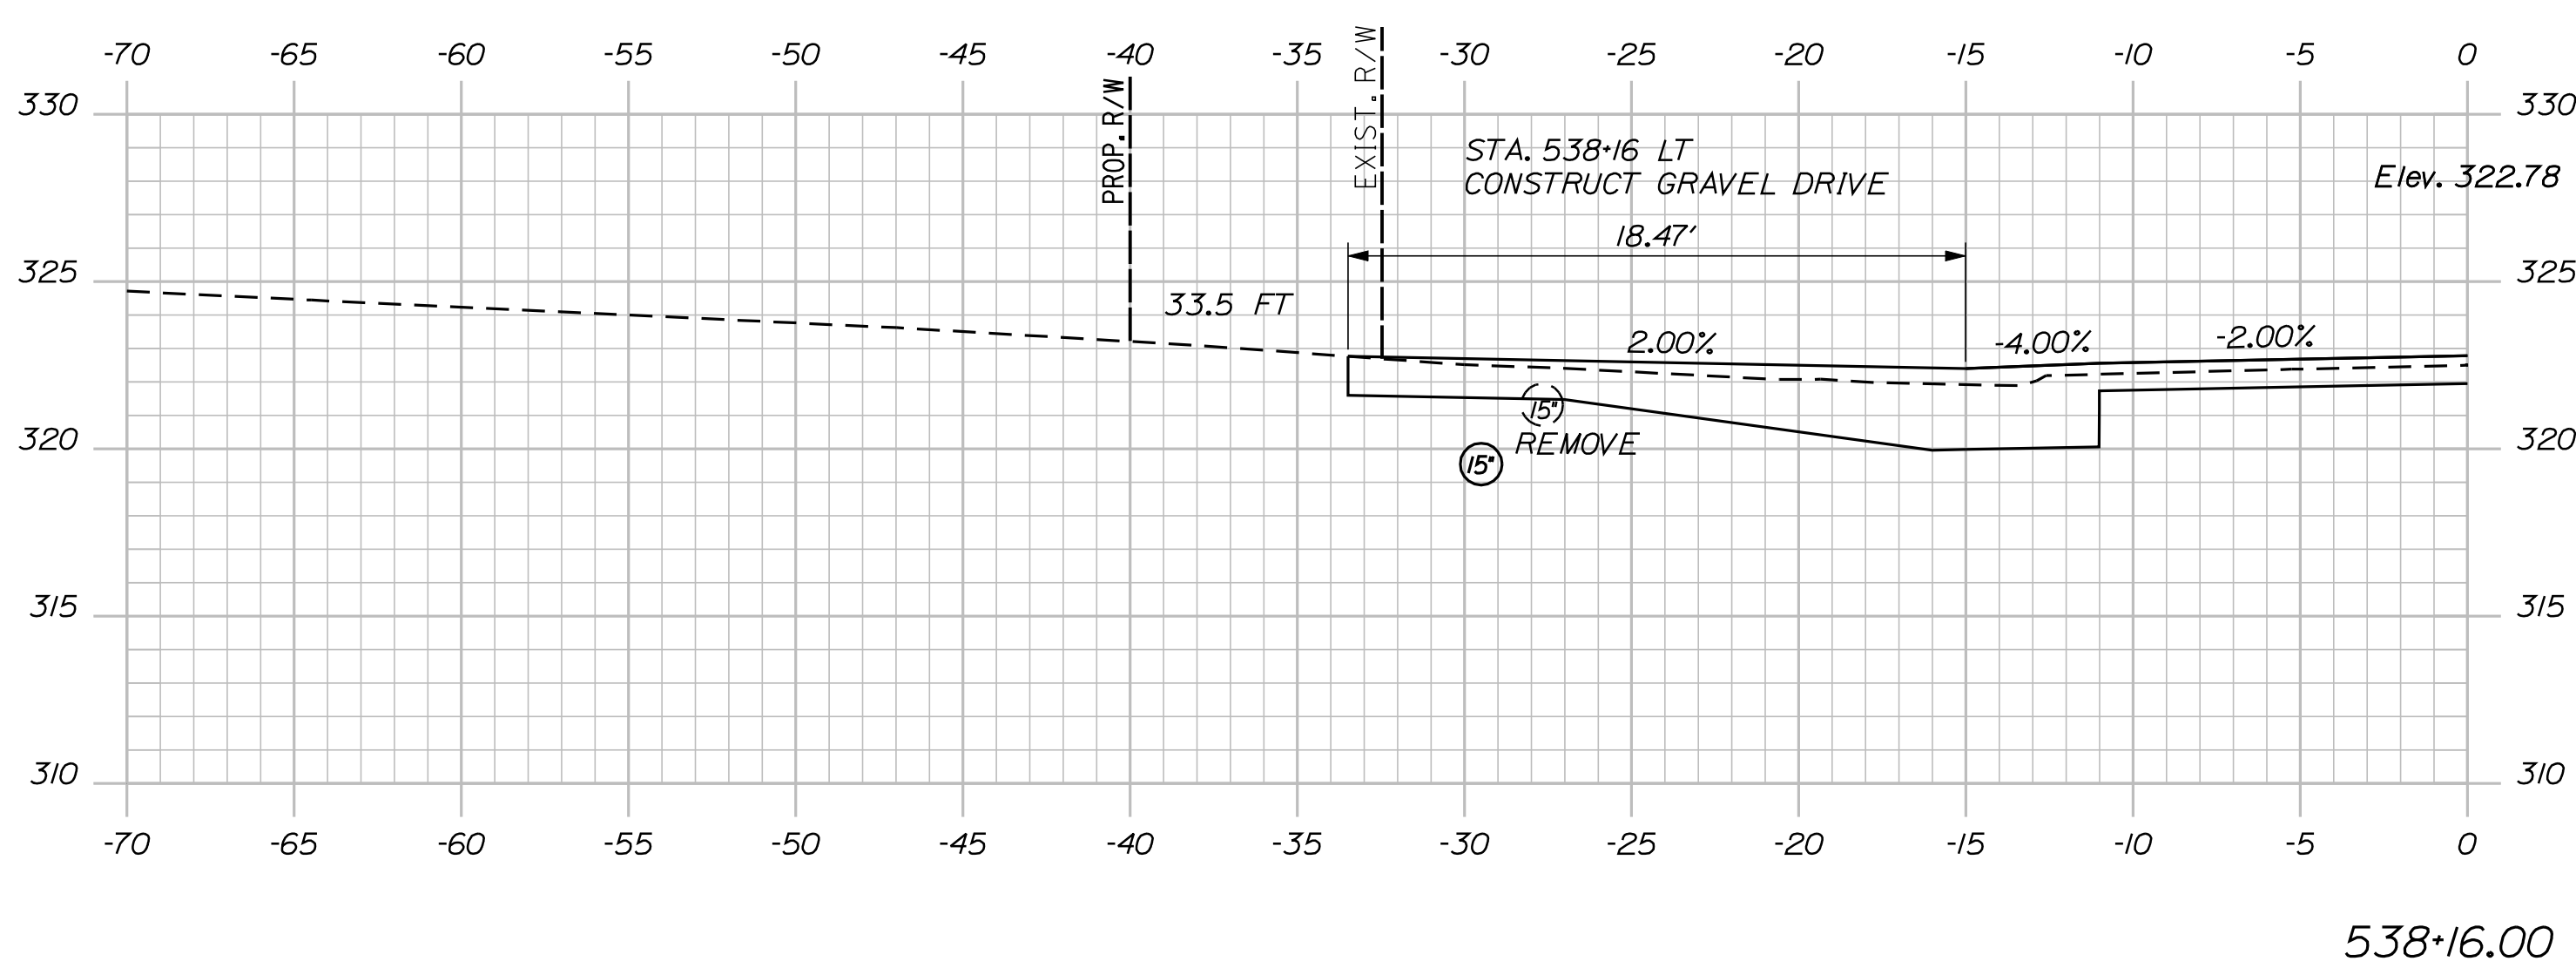 -70 -65 -60 -55 -50 -45 -40 -35 -30 -25 -20 -15 -10 -5 0
PROP. R/W
EXIST. R/W
330 330
STA. 538+16 LT
CONSTRUCT GRAVEL DRIVE
Elev. 322.78
18.47'
325 325
33.5 FT
2.00% -4.00% -2.00%
15"
REMOVE
320 320
15"
315 315
310 310
-70 -65 -60 -55 -50 -45 -40 -35 -30 -25 -20 -15 -10 -5 0
538+16.00